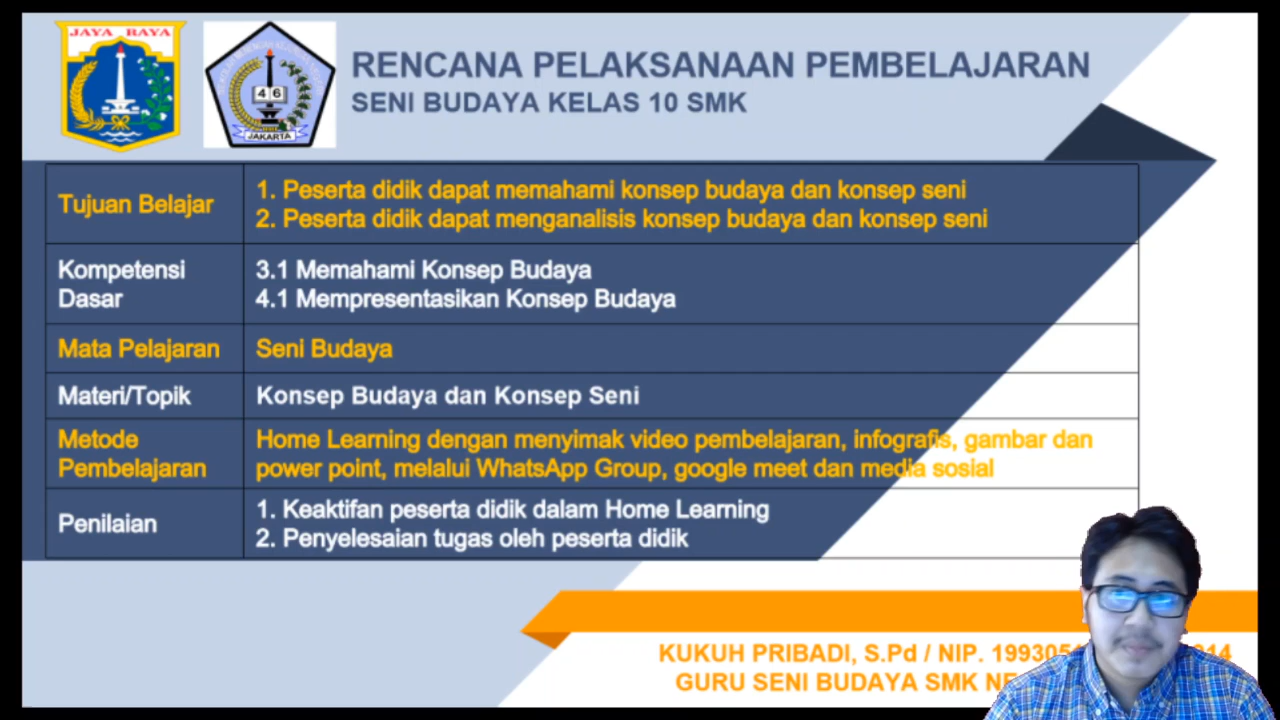 JAYA RAYA
46
JAKARTA
RENCANA PELAKSANAAN PEMBELAJARAN
SENI BUDAYA KELAS 10 SMK
Tujuan Belajar
1. Peserta didik dapat memahami konsep budaya dan konsep seni
2. Peserta didik dapat menganalisis konsep budaya dan konsep seni
Kompetensi
Dasar
3.1 Memahami Konsep Budaya
4.1 Mempresentasikan Konsep Budaya
Mata Pelajaran
Seni Budaya
Materi/Topik
Konsep Budaya dan Konsep Seni
Metode
Pembelajaran
Home Learning dengan menyimak video pembelajaran, infografis, gambar dan
power point, melalui WhatsApp Group, google meet dan media sosial
Penilaian
1. Keaktifan peserta didik dalam Home Learning
2. Penyelesaian tugas oleh peserta didik
KUKUH PRIBADI, S.Pd / NIP.
GURU SENI BUDAYA SMK